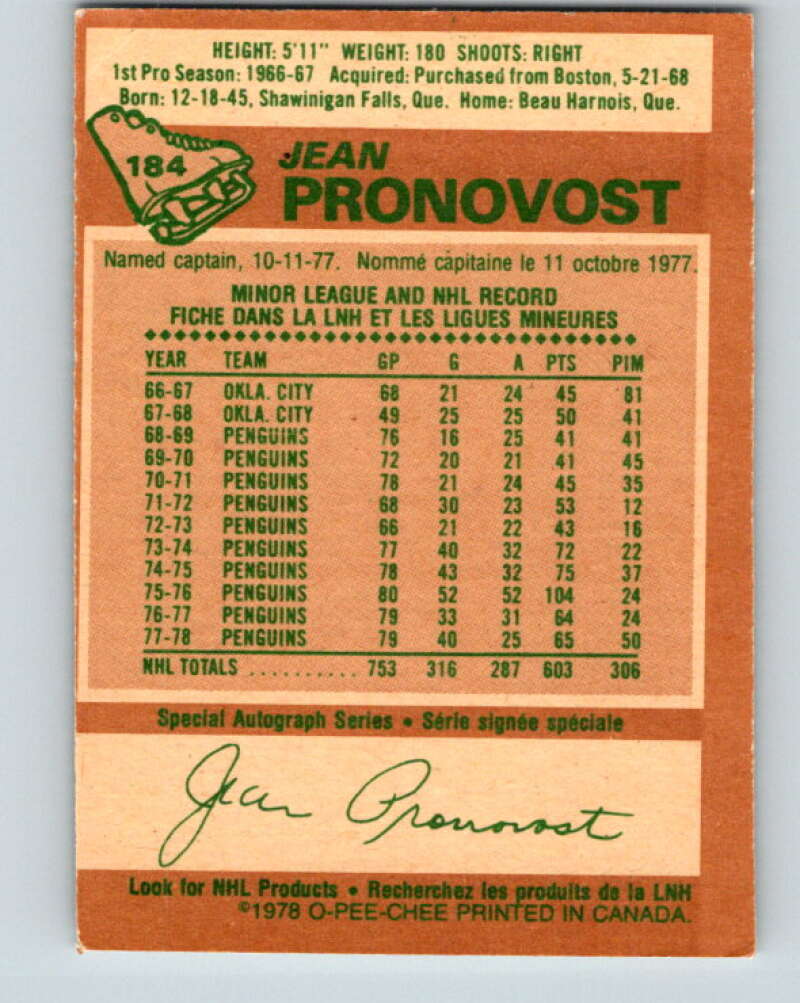 HEIGHT: 5'11" WEIGHT: 180 SHOOTS: RIGHT
1st Pro Season: 1966-67 Acquired: Purchased from Boston, 5-21-68
Born: 12-18-45, Shawinigan Falls, Que. Home: Beau Harnois, Que.
184
JEAN
PRONOVOST
Named captain, 10-11-77. Nommé capitaine le 11 octobre 1977.
MINOR LEAGUE AND NHL RECORD
FICHE DANS LA LNH ET LES LIGUES MINEURES
YEAR TEAM GP G A PTS PIM
66-67 OKLA. CITY 68 21 24 45 81
67-68 OKLA. CITY 49 25 25 50 41
68-69 PENGUINS 76 16 25 41 41
69-70 PENGUINS 72 20 21 41 45
70-71 PENGUINS 78 21 24 45 35
71-72 PENGUINS 68 30 23 53 12
72-73 PENGUINS 66 21 22 43 16
73-74 PENGUINS 77 40 32 72 22
74-75 PENGUINS 78 43 32 75 37
75-76 PENGUINS 80 52 52 104 24
76-77 PENGUINS 79 33 31 64 24
77-78 PENGUINS 79 40 25 65 50
NHL TOTALS .......... 753 316 287 603 306
Special Autograph Series • Série signée spéciale
Jean Pronovost
Look for NHL Products • Recherchez les produits de la LNH
©1978 O-PEE-CHEE PRINTED IN CANADA.